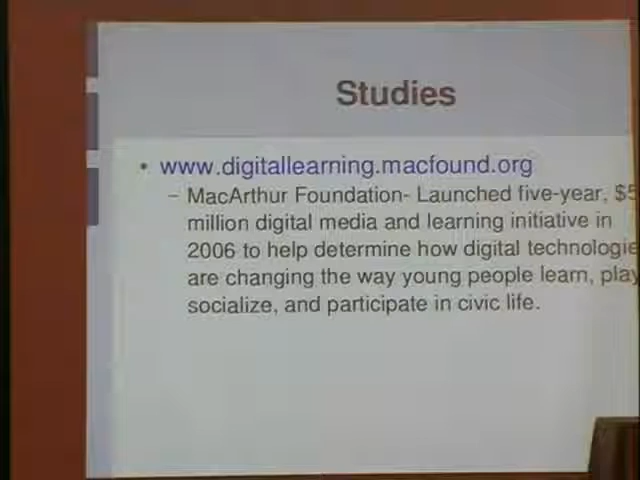 Studies
• www.digitallearning.macfound.org
– MacArthur Foundation- Launched five-year, $5
million digital media and learning initiative in
2006 to help determine how digital technologie
are changing the way young people learn, play
socialize, and participate in civic life.